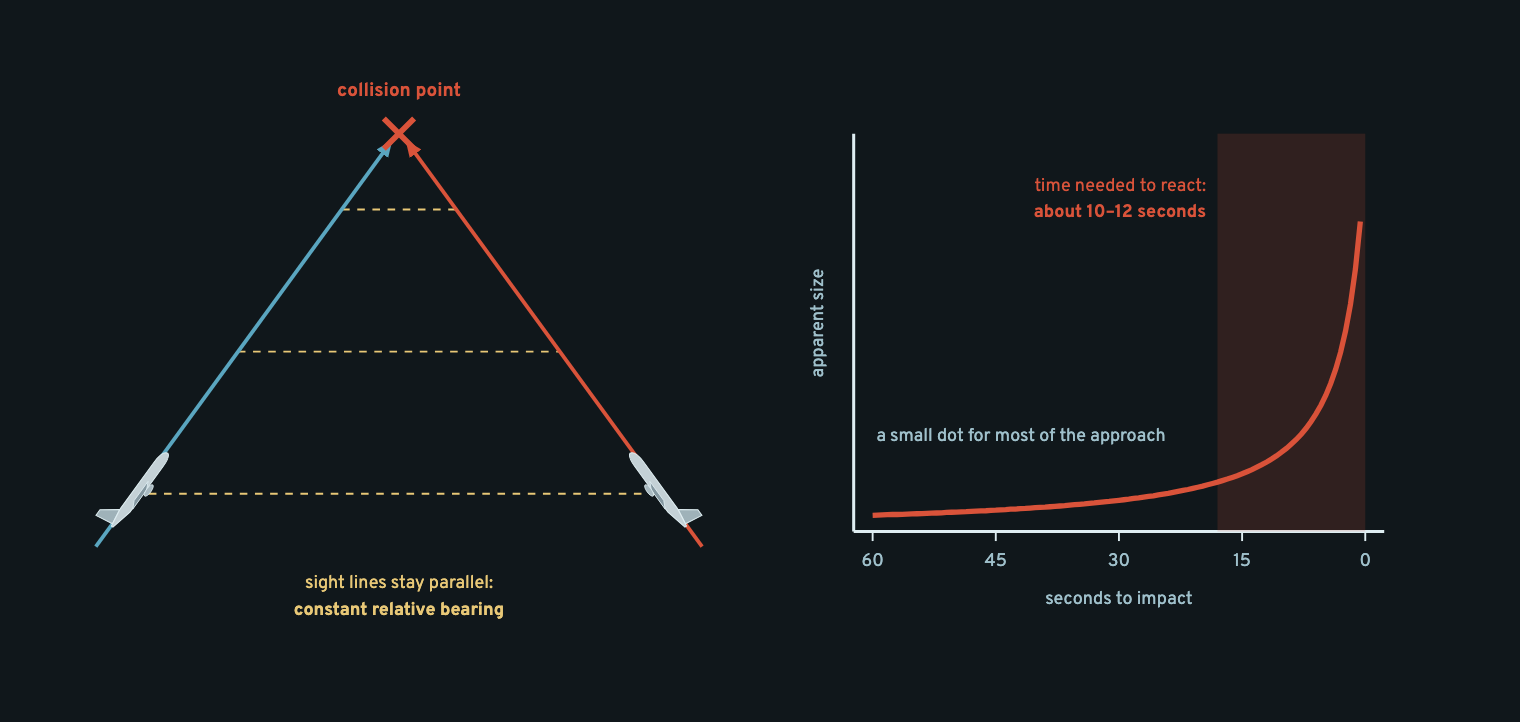 collision point
sight lines stay parallel:
constant relative bearing
time needed to react:
about 10–12 seconds
apparent size
a small dot for most of the approach
60 45 30 15 0
seconds to impact